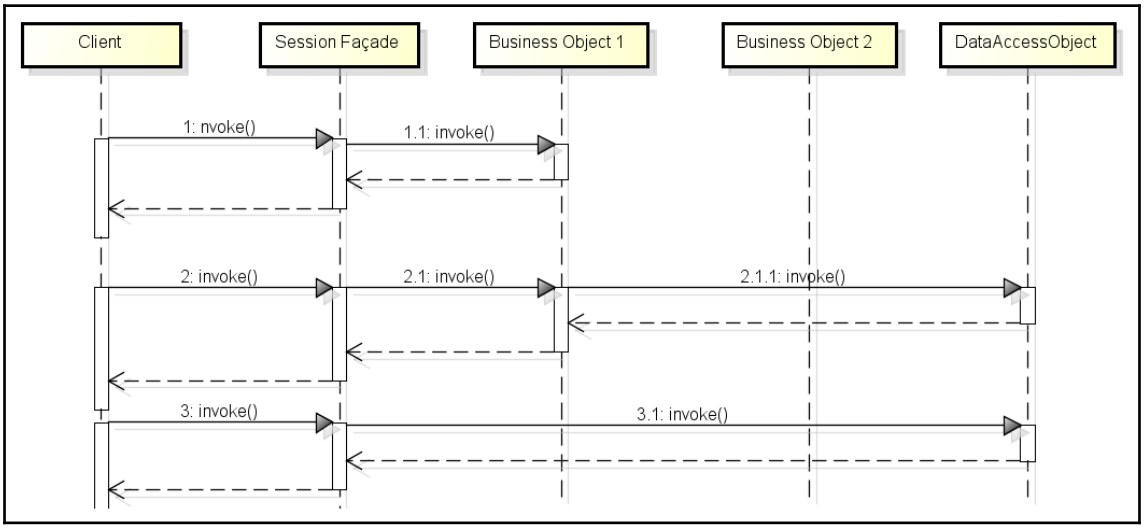 Client
Session Façade
Business Object 1
Business Object 2
DataAccessObject
1: nvoke()
1.1: invoke()
2: invoke()
2.1: invoke()
2.1.1: invoke()
3: invoke()
3.1: invoke()